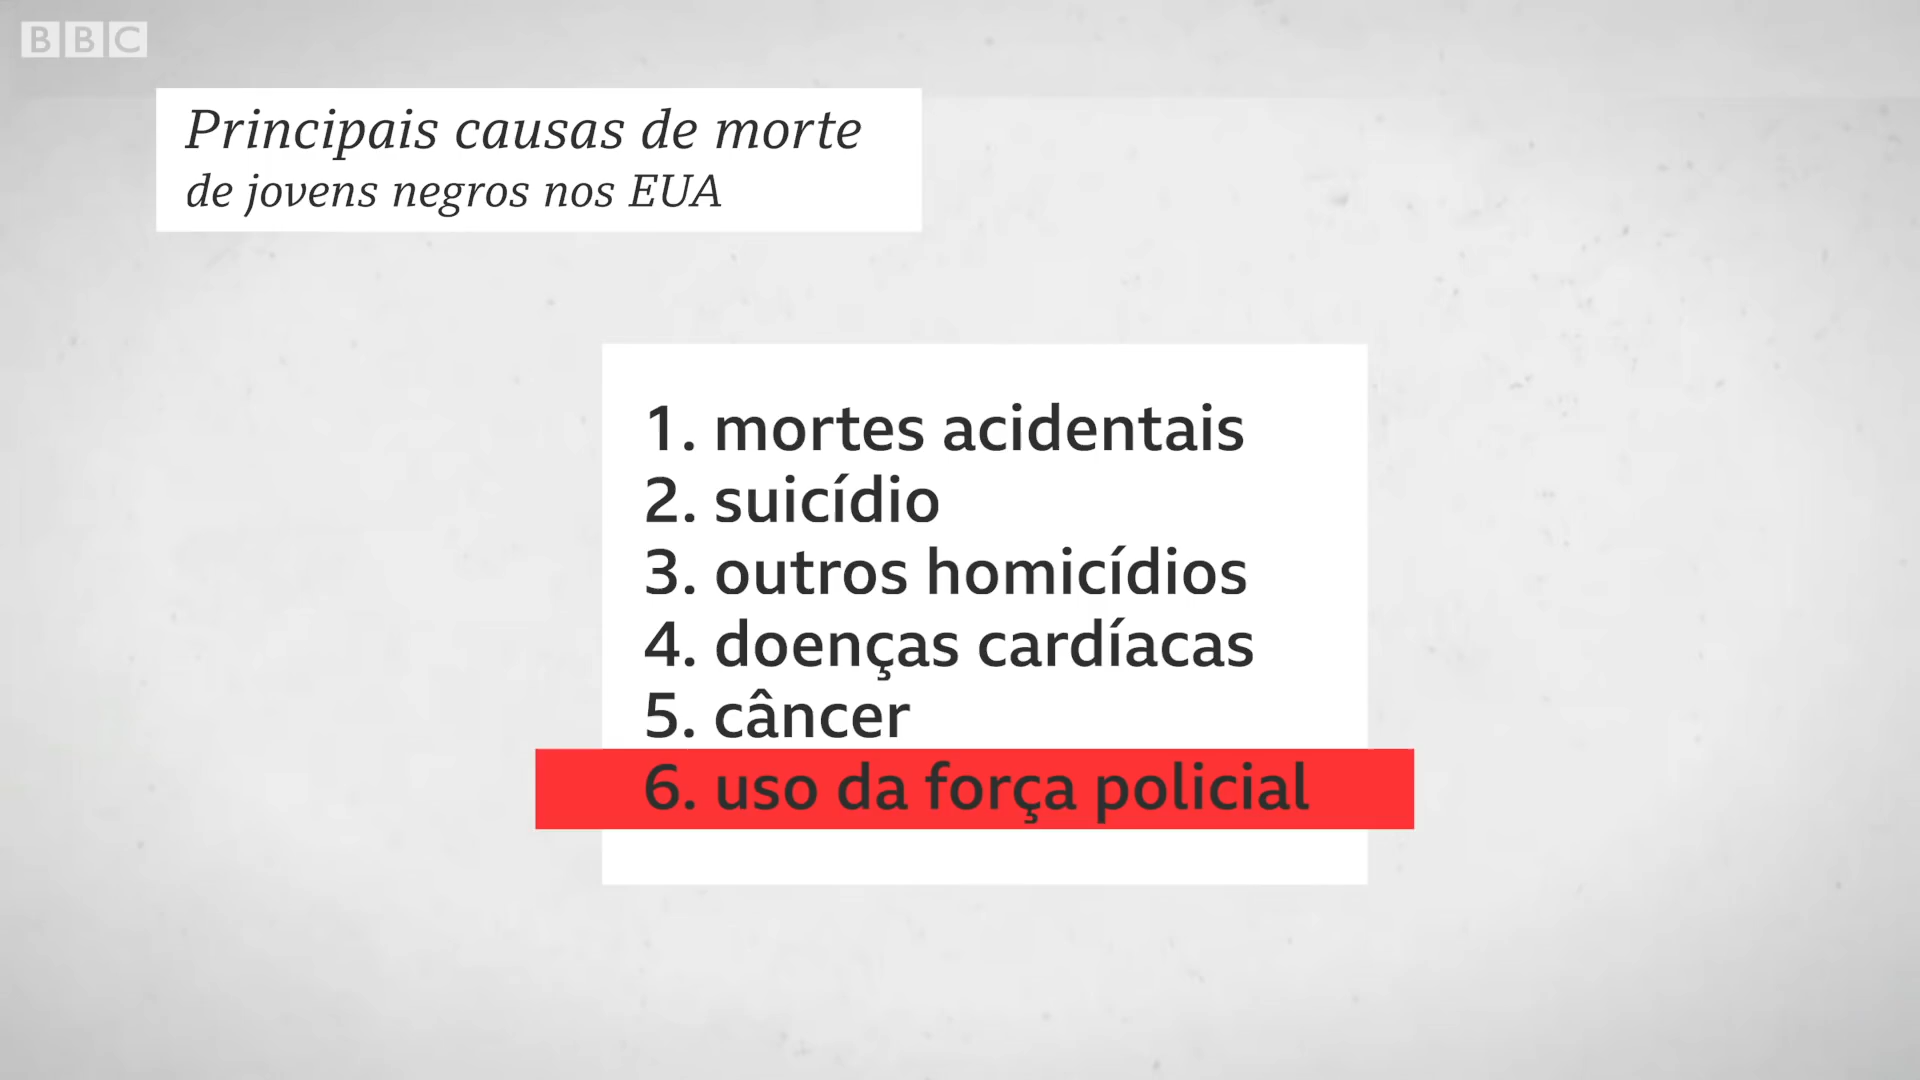 BBC
Principais causas de morte
de jovens negros nos EUA
1. mortes acidentais
2. suicídio
3. outros homicídios
4. doenças cardíacas
5. câncer
6. uso da força policial